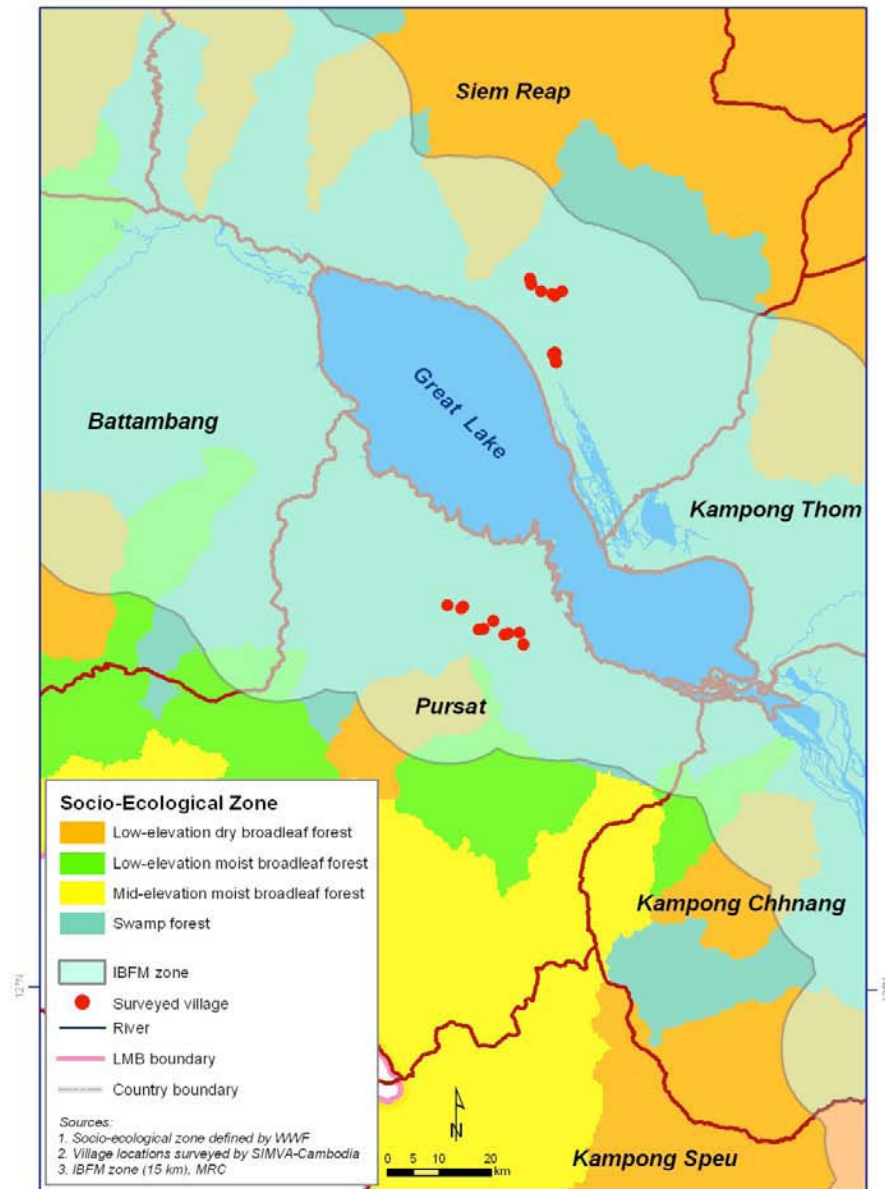 Siem Reap
Great Lake
Battambang
Kampong Thom
Pursat
Kampong Chhnang
Kampong Speu
12°N
12°N
Socio-Ecological Zone
Low-elevation dry broadleaf forest
Low-elevation moist broadleaf forest
Mid-elevation moist broadleaf forest
Swamp forest
IBFM zone
Surveyed village
River
LMB boundary
Country boundary
Sources:
1. Socio-ecological zone defined by WWF
2. Village locations surveyed by SIMVA-Cambodia
3. IBFM zone (15 km), MRC
N
0 5 10 20
km